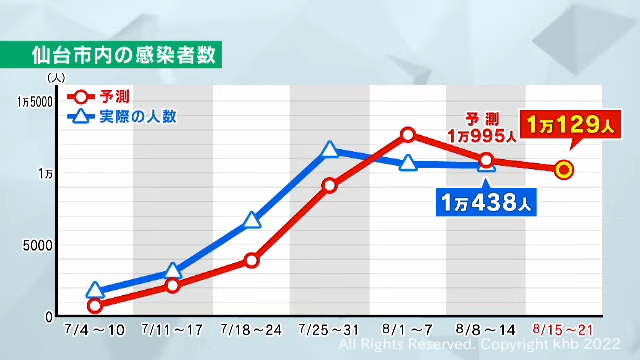 仙台市内の感染者数
(人)
1万5000
予測
実際の人数
予測
1万995人
1万129人
1万
1万438人
5000
0
7/4～10
7/11～17
7/18～24
7/25～31
8/1～7
8/8～14
8/15～21
All Rights Reserved. Copyright khb 2022